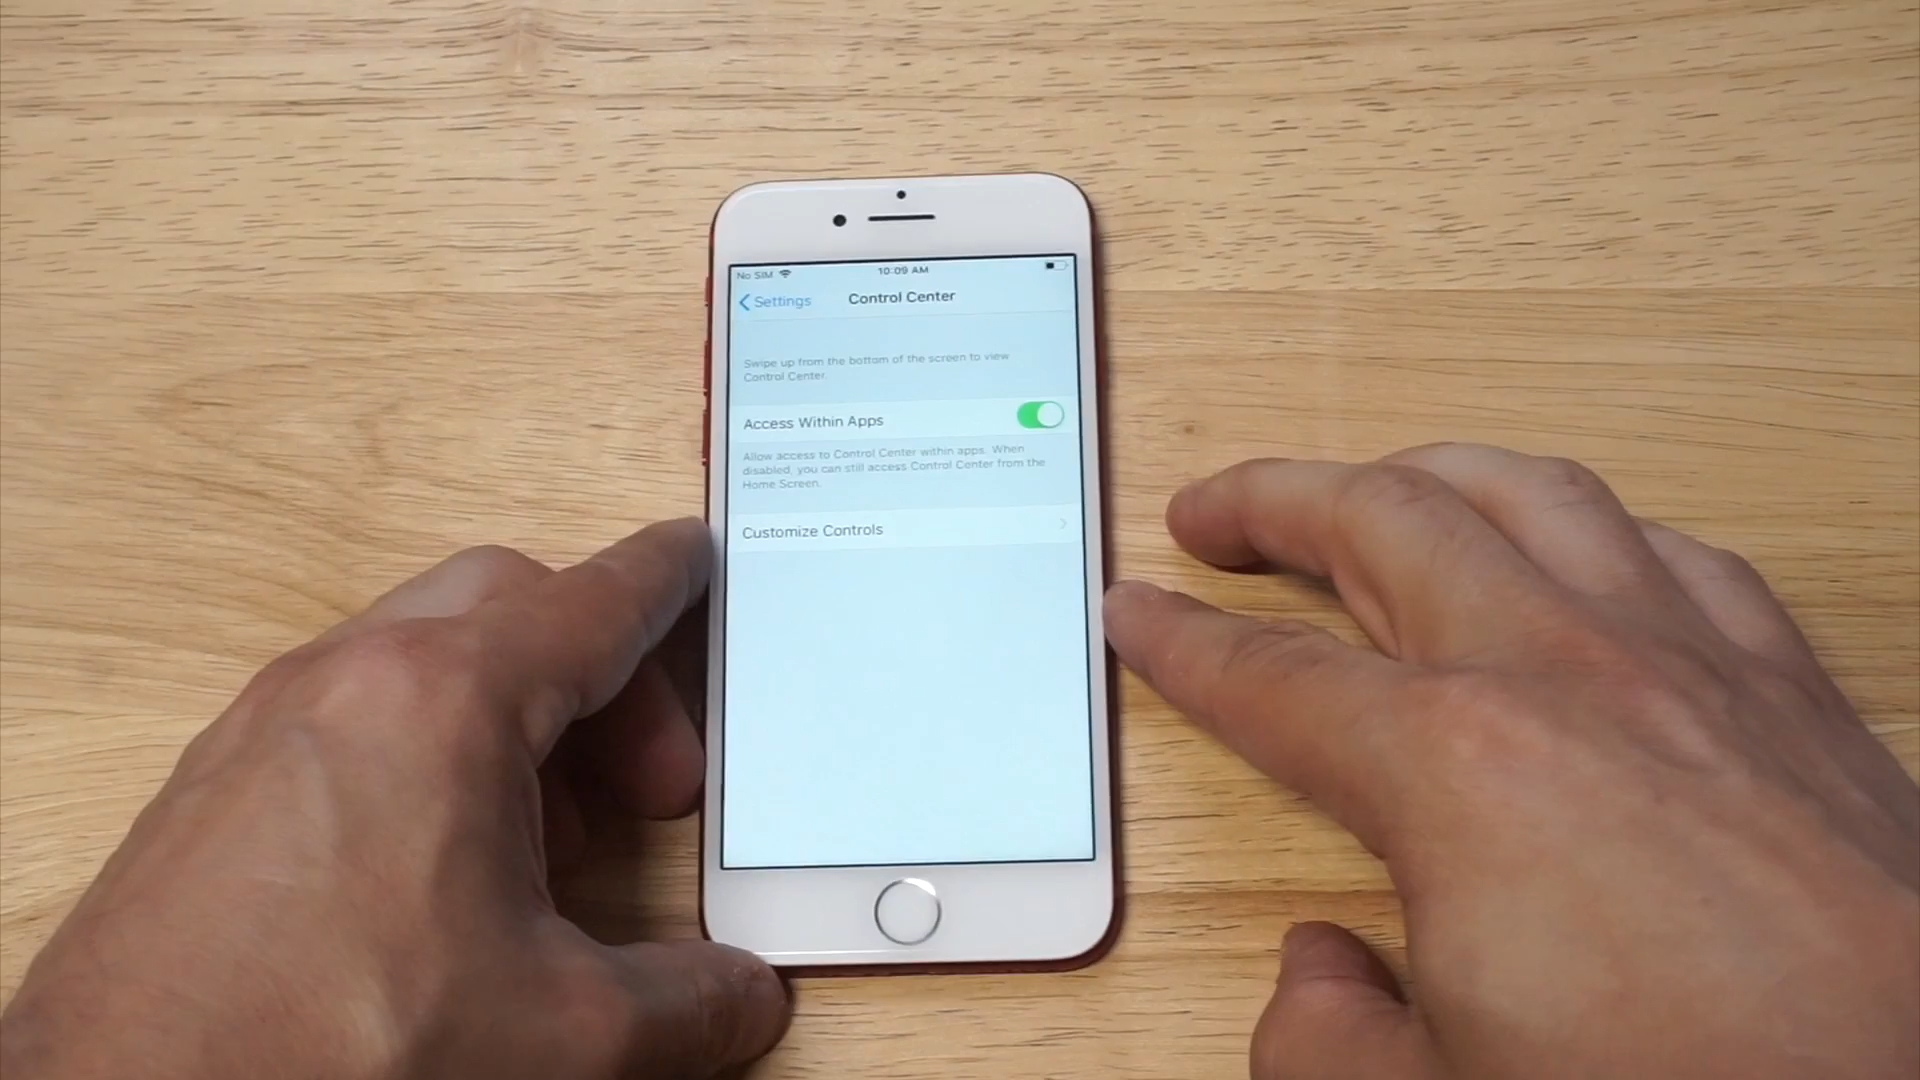 No SIM 10:09 AM
Settings Control Center
Swipe up from the bottom of the screen to view
Control Center.
Access Within Apps
Allow access to Control Center within apps. When
disabled, you can still access Control Center from the
Home Screen.
Customize Controls